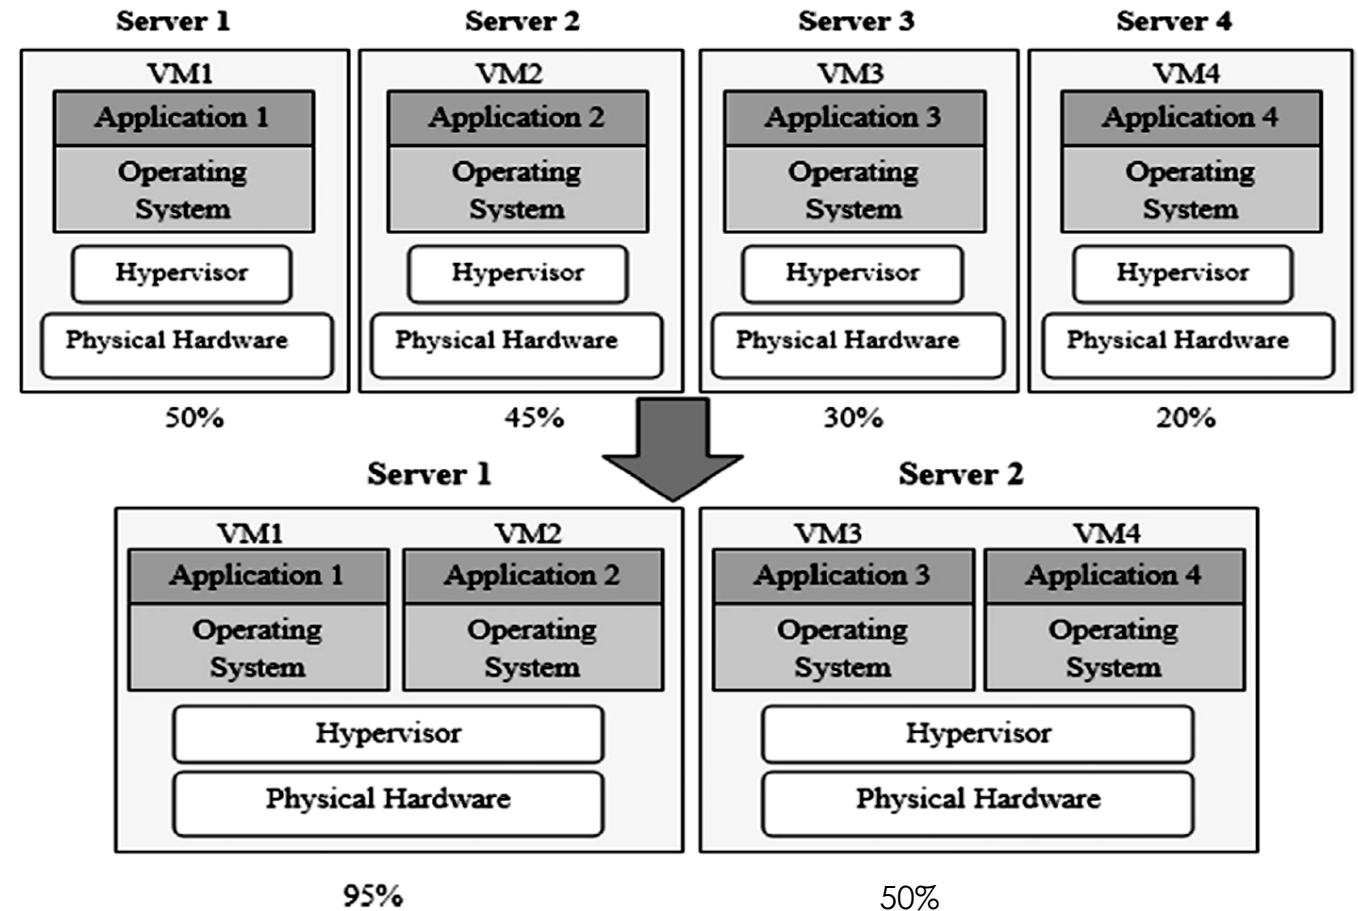 Server 1 Server 2 Server 3 Server 4
VM1 VM2 VM3 VM4
Application 1 Application 2 Application 3 Application 4
Operating Operating Operating Operating
System System System System
Hypervisor Hypervisor Hypervisor Hypervisor
Physical Hardware Physical Hardware Physical Hardware Physical Hardware
50% 45% 30% 20%
Server 1 Server 2
VM1 VM2 VM3 VM4
Application 1 Application 2 Application 3 Application 4
Operating Operating Operating Operating
System System System System
Hypervisor Hypervisor
Physical Hardware Physical Hardware
95% 50%